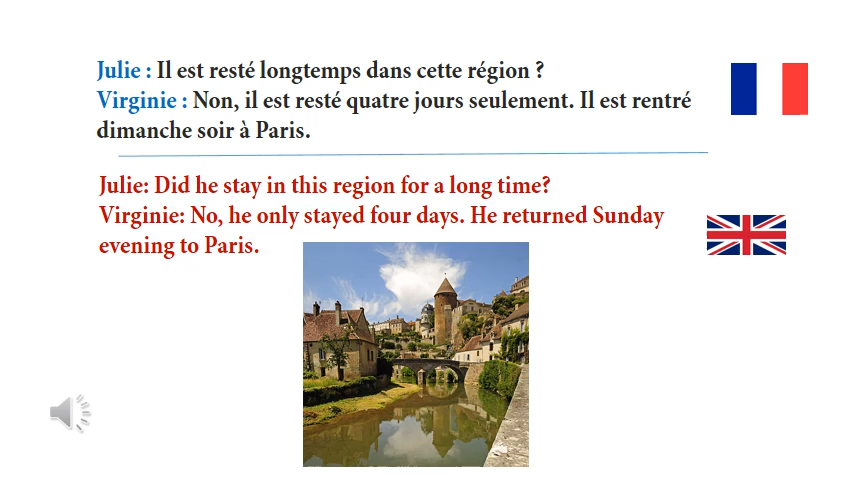 Julie : Il est resté longtemps dans cette région ?
Virginie : Non, il est resté quatre jours seulement. Il est rentré
dimanche soir à Paris.
Julie: Did he stay in this region for a long time?
Virginie: No, he only stayed four days. He returned Sunday
evening to Paris.